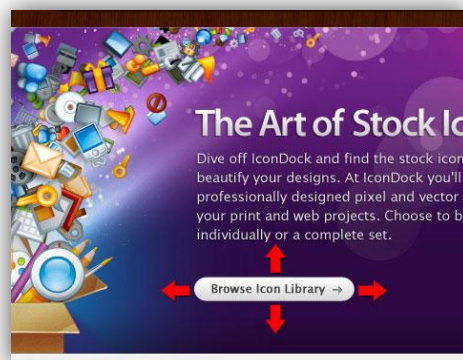 The Art of Stock
Dive off IconDock and find the stock icon
beautify your designs. At IconDock you'll
professionally designed pixel and vector
your print and web projects. Choose to b
individually or a complete set.
Browse Icon Library →